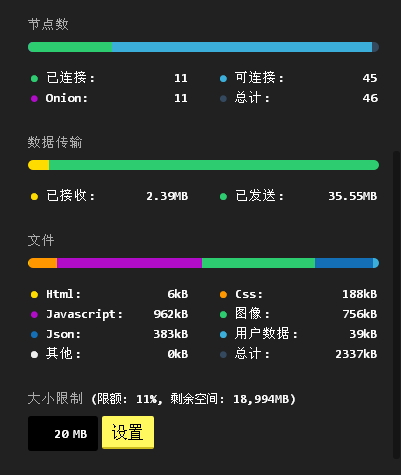 节点数
已连接: 11 可连接: 45
Onion: 11 总计: 46
数据传输
已接收: 2.39MB 已发送: 35.55MB
文件
Html: 6kB Css: 188kB
Javascript: 962kB 图像: 756kB
Json: 383kB 用户数据: 39kB
其他: 0kB 总计: 2337kB
大小限制 (限额: 11%, 剩余空间: 18,994MB)
20 MB 设置